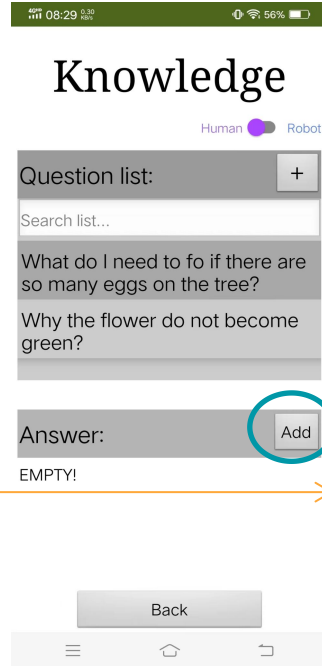 4GHD 08:29 0.30 KB/s 56%
Knowledge
Human Robot
Question list: +
Search list...
What do I need to fo if there are
so many eggs on the tree?
Why the flower do not become
green?
Answer: Add
EMPTY!
Back